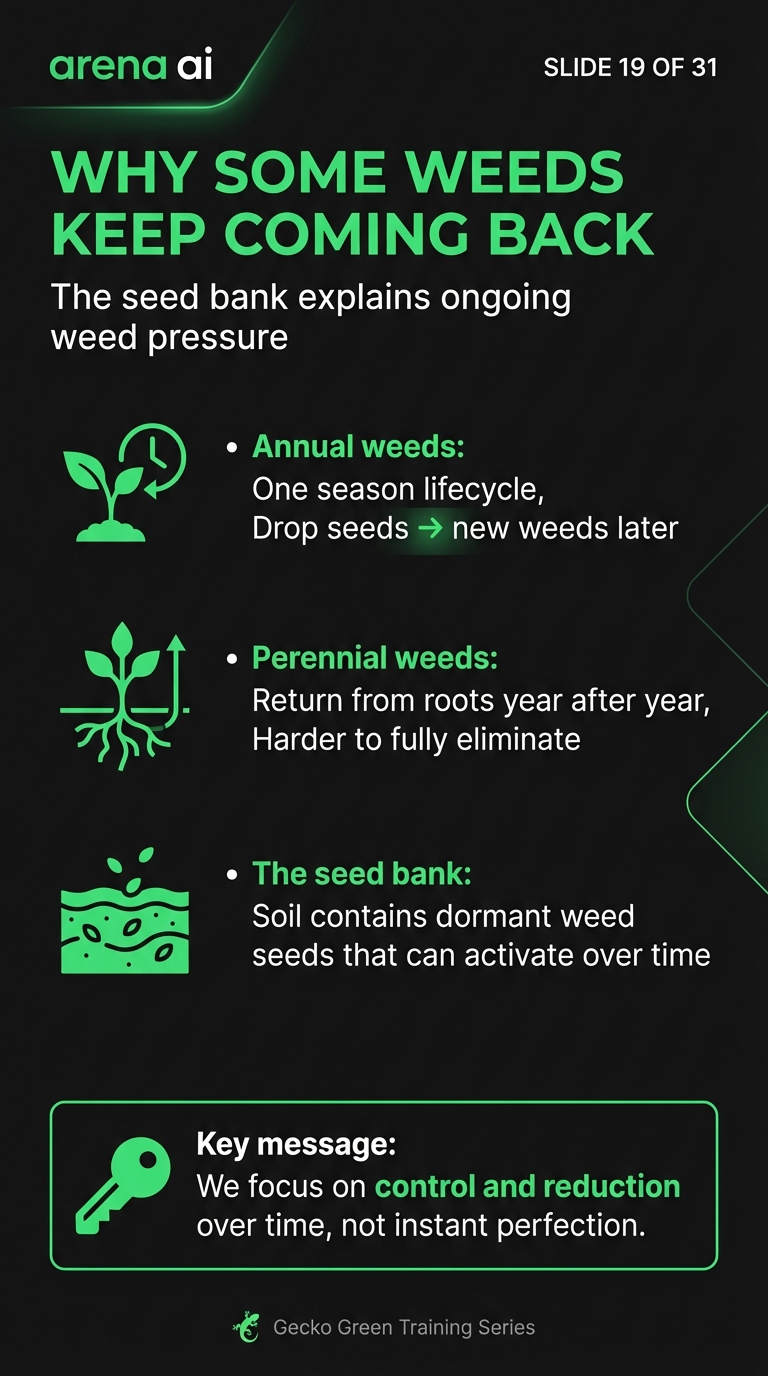 arena ai
SLIDE 19 OF 31
WHY SOME WEEDS
KEEP COMING BACK
The seed bank explains ongoing
weed pressure
• Annual weeds:
One season lifecycle,
Drop seeds → new weeds later
• Perennial weeds:
Return from roots year after year,
Harder to fully eliminate
• The seed bank:
Soil contains dormant weed
seeds that can activate over time
Key message:
We focus on control and reduction
over time, not instant perfection.
Gecko Green Training Series